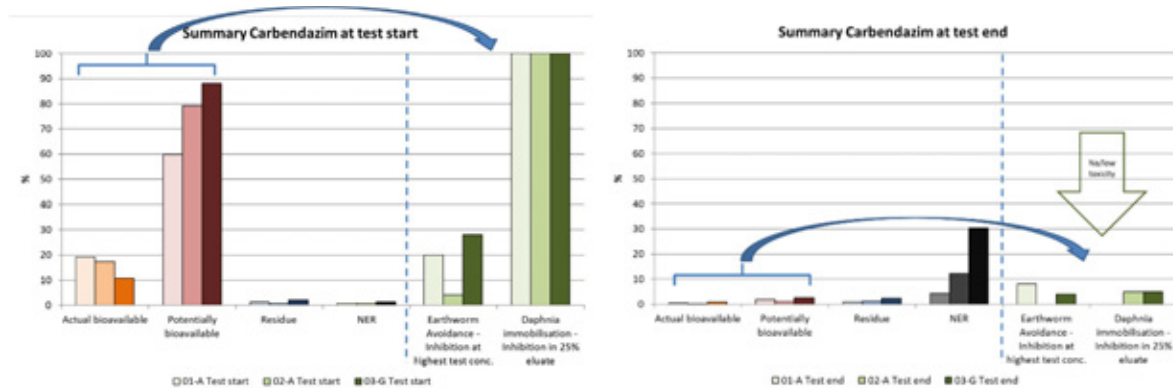 Summary Carbendazim at test start
100
90
80
70
60
50
40
30
20
10
0
%
Actual bioavailable
Potentially
bioavailable
Residue
NER
Earthworm
Avoidance -
Inhibition at
highest test conc.
Daphnia
immobilisation -
Inhibition in 25%
eluate
01-A Test start
02-A Test start
03-G Test start
Summary Carbendazim at test end
100
90
80
70
60
50
40
30
20
10
0
%
No/few
toxicity
Actual bioavailable
Potentially
bioavailable
Residue
NER
Earthworm
Avoidance -
Inhibition at
highest test conc.
Daphnia
immobilisation -
Inhibition in 25%
eluate
01-A Test end
02-A Test end
03-G Test end